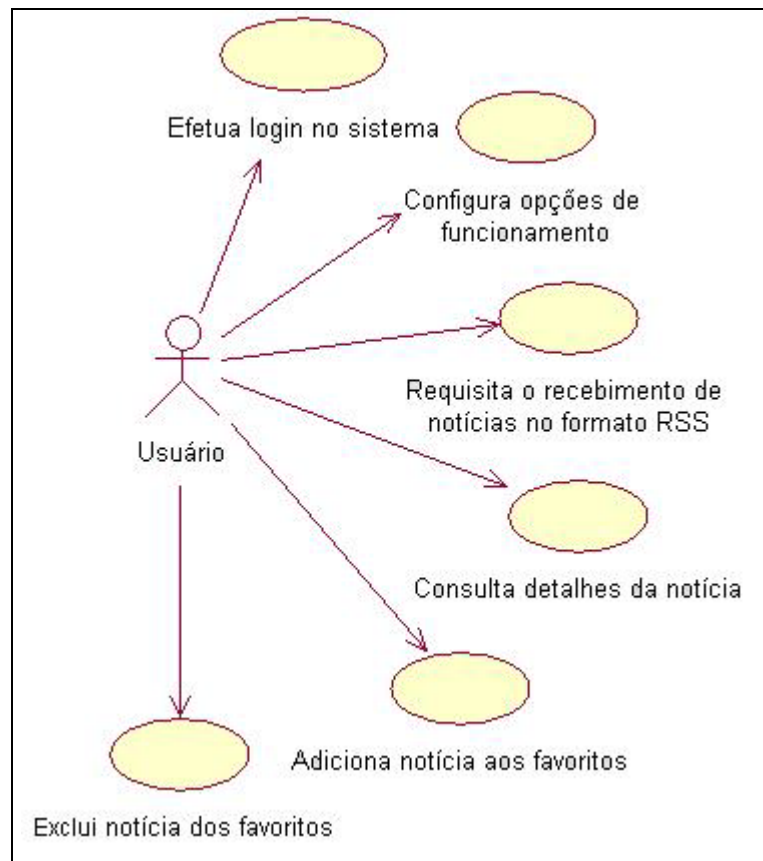 Efetua login no sistema
Configura opções de
funcionamento
Requisita o recebimento de
notícias no formato RSS
Usuário
Consulta detalhes da notícia
Adiciona notícia aos favoritos
Exclui notícia dos favoritos